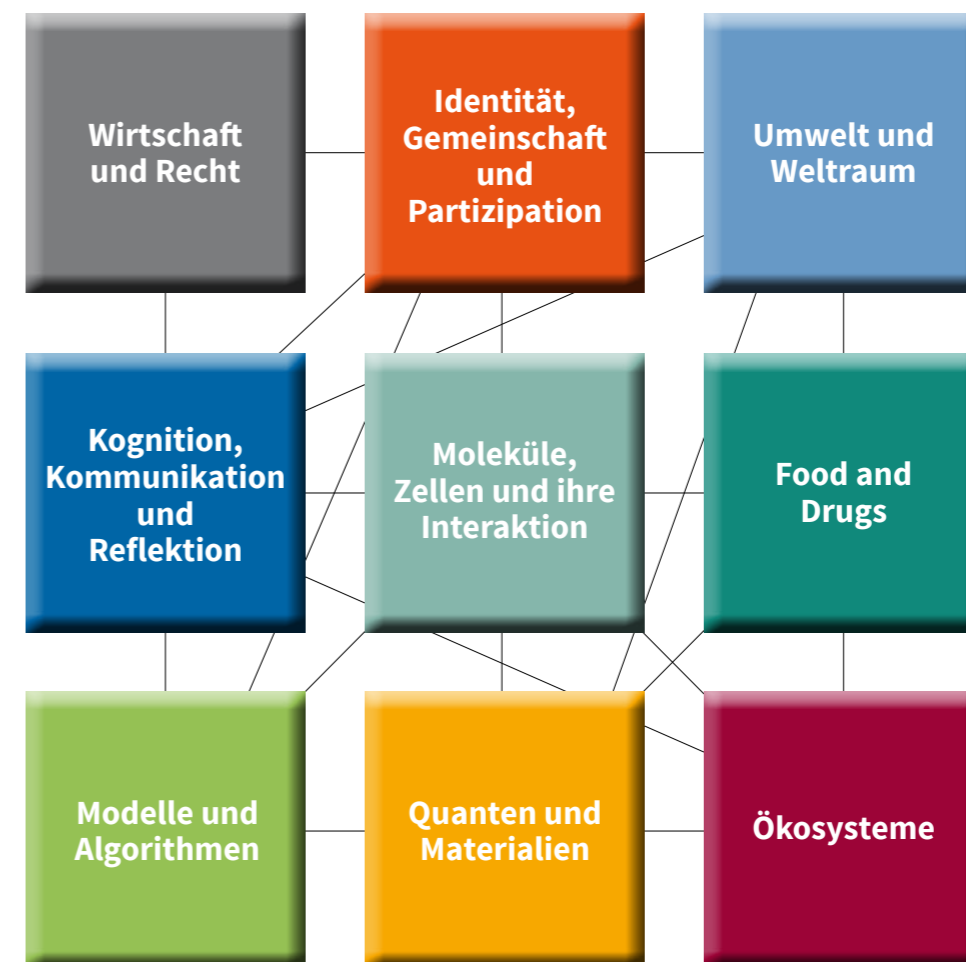 Wirtschaft
und Recht
Identität,
Gemeinschaft
und
Partizipation
Umwelt und
Weltraum
Kognition,
Kommunikation
und
Reflektion
Moleküle,
Zellen und ihre
Interaktion
Food and
Drugs
Modelle und
Algorithmen
Quanten und
Materialien
Ökosysteme